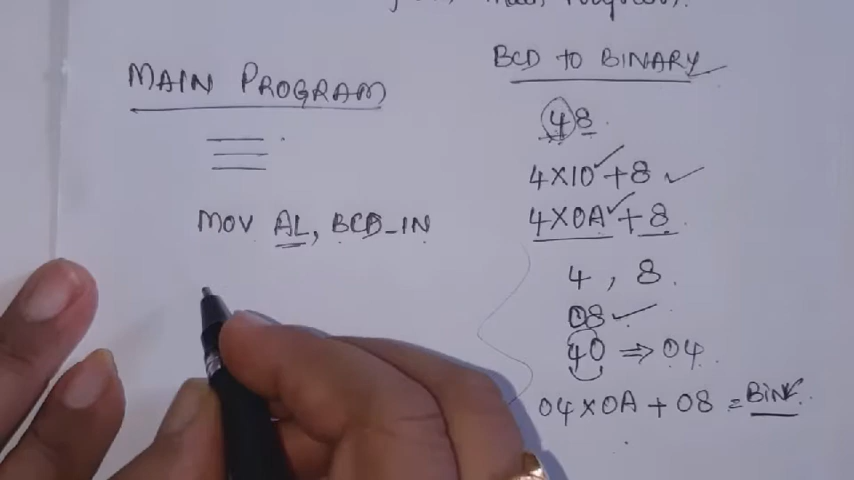 MAIN PROGRAM
MOV AL, BCD_IN
BCD to BINARY
48.
4X10+8
4X0A+8
4, 8.
08
40 ⇒ 04.
04X0A+08 =